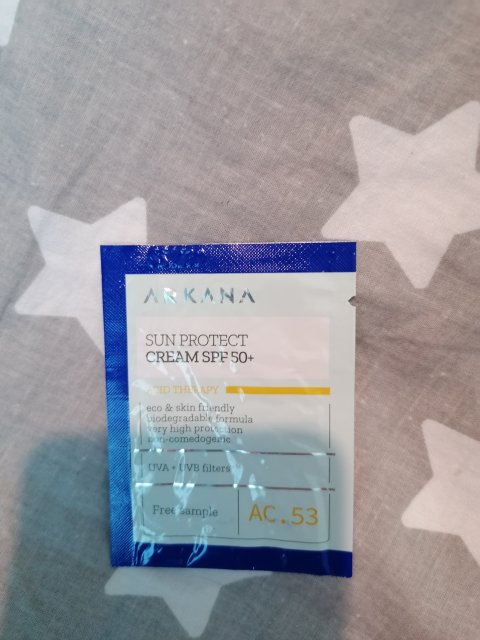 ARKANA
SUN PROTECT
CREAM SPF 50+
ACID THERAPY
eco & skin friendly
biodegradable formula
very high protection
non-comedogenic
UVA + UVB filters
Free sample
AC.53